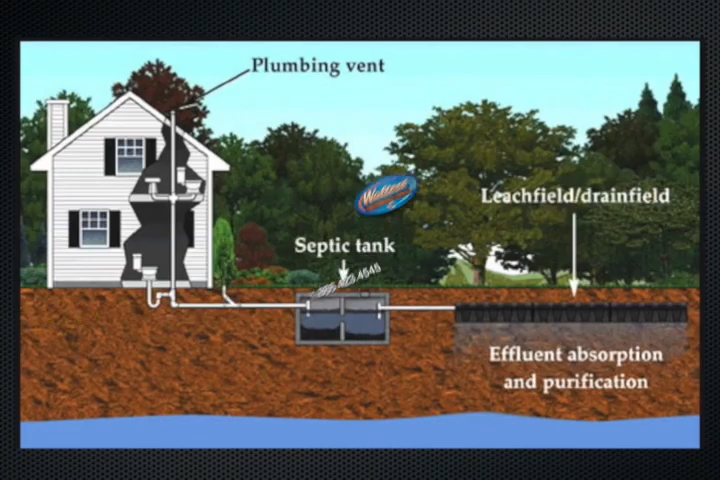 Plumbing vent
Leachfield/drainfield
Septic tank
Effluent absorption
and purification